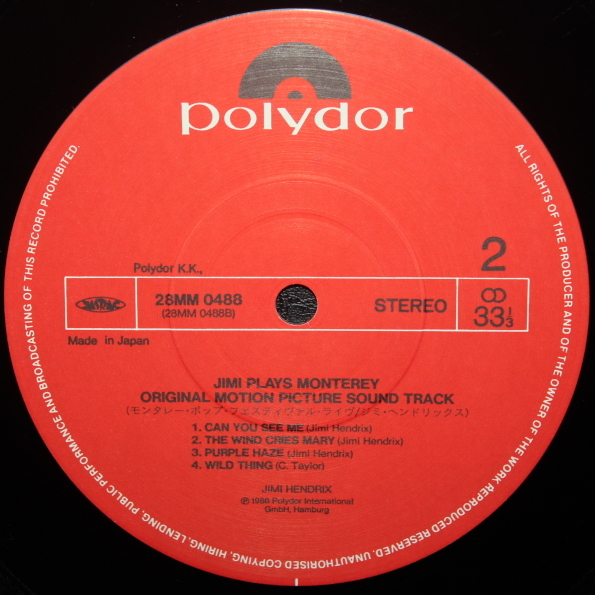 polydor
ALL RIGHTS OF THE PRODUCER AND OF THE OWNER OF THE WORK REPRODUCED RESERVED. UNAUTHORISED COPYING, HIRING, LENDING, PUBLIC PERFORMANCE AND BROADCASTING OF THIS RECORD PROHIBITED.
2
Polydor K.K.,
28MM 0488
(28MM 0488B)
STEREO
33 1/3
Made in Japan
JIMI PLAYS MONTEREY
ORIGINAL MOTION PICTURE SOUND TRACK
(モンタレー・ポップ・フェスティヴァル・ライヴ/ジミ・ヘンドリックス)
1. CAN YOU SEE ME (Jimi Hendrix)
2. THE WIND CRIES MARY (Jimi Hendrix)
3. PURPLE HAZE (Jimi Hendrix)
4. WILD THING (C. Taylor)
JIMI HENDRIX
℗ 1986 Polydor International
GmbH, Hamburg